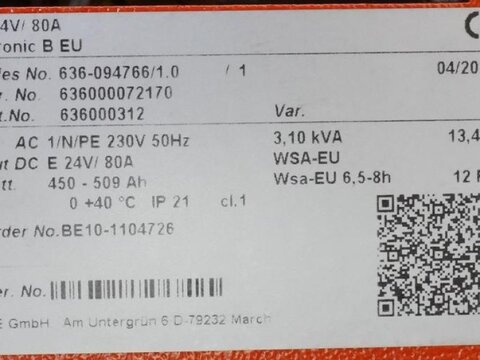 4V/ 80A
ronic B EU
ies No. 636-094766/1.0 / 1 04/20
r. No. 636000072170
t.No. 636000312 Var.
AC 1/N/PE 230V 50Hz 3,10 kVA 13,4
ut DC E 24V/ 80A WSA-EU
tt. 450 - 509 Ah Wsa-EU 6,5-8h 12
0 +40 °C IP 21 cl.1
rder No.BE10-1104726
er. No.
E GmbH. Am Untergrün 6 D-79232 March